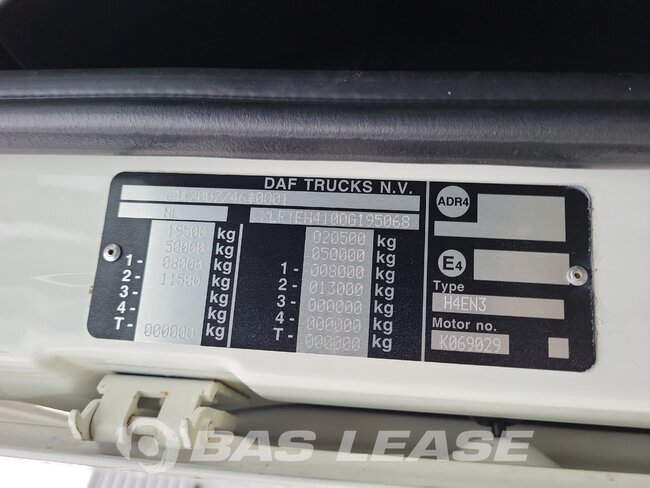 DAF TRUCKS N.V.
e4*2007/46*0001
NL XLRTEH4100G195068
19500 kg 020500 kg
50000 kg 050000 kg
1- 08000 kg 1- 008000 kg
2- 11500 kg 2- 013000 kg
3- kg 3- 000000 kg
4- kg 4- 000000 kg
T- 000000 kg T- 000000 kg
ADR4
E4
Type
H4EN3
Motor no.
K069029
BAS LEASE